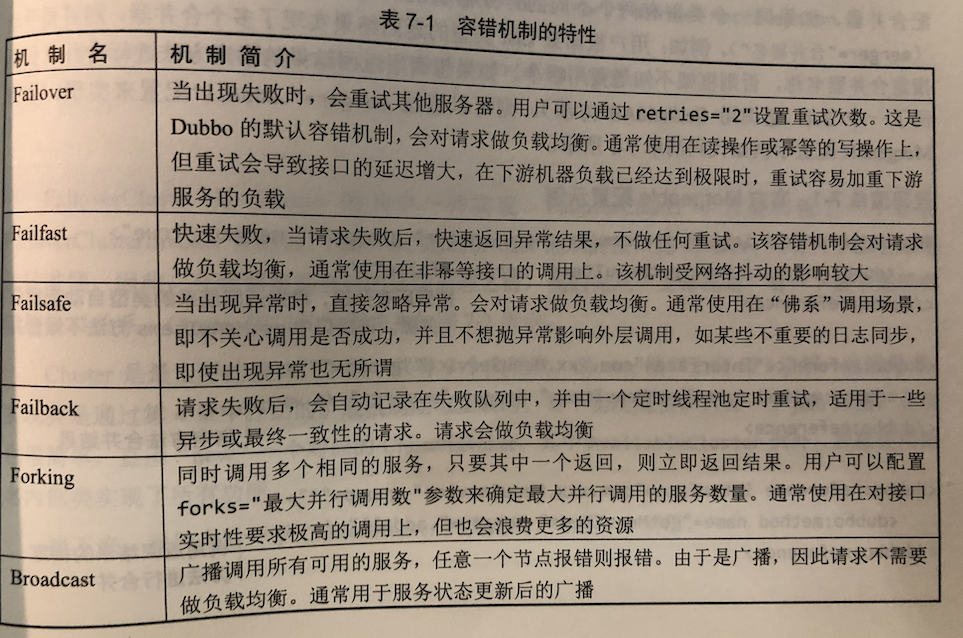 表 7-1 容错机制的特性
机 制 名 机 制 简 介
Failover 当出现失败时，会重试其他服务器。用户可以通过 retries="2"设置重试次数。这是
Dubbo 的默认容错机制，会对请求做负载均衡。通常使用在读操作或幂等的写操作上，
但重试会导致接口的延迟增大，在下游机器负载已经达到极限时，重试容易加重下游
服务的负载
Failfast 快速失败，当请求失败后，快速返回异常结果，不做任何重试。该容错机制会对请求
做负载均衡，通常使用在非幂等接口的调用上。该机制受网络抖动的影响较大
Failsafe 当出现异常时，直接忽略异常。会对请求做负载均衡。通常使用在“佛系”调用场景，
即不关心调用是否成功，并且不想抛异常影响外层调用，如某些不重要的日志同步，
即使出现异常也无所谓
Failback 请求失败后，会自动记录在失败队列中，并由一个定时线程池定时重试，适用于一些
异步或最终一致性的请求。请求会做负载均衡
Forking 同时调用多个相同的服务，只要其中一个返回，则立即返回结果。用户可以配置
forks="最大并行调用数"参数来确定最大并行调用的服务数量。通常使用在对接口
实时性要求极高的调用上，但也会浪费更多的资源
Broadcast 广播调用所有可用的服务，任意一个节点报错则报错。由于是广播，因此请求不需要
做负载均衡。通常用于服务状态更新后的广播